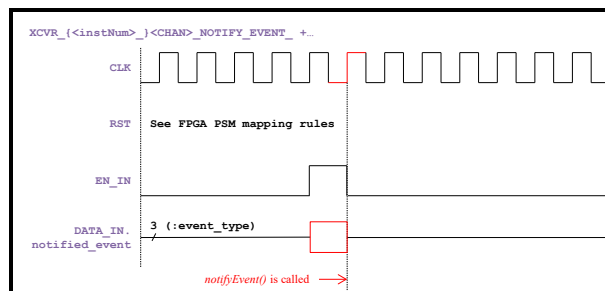 XCVR_{<instNum>_}<CHAN>_NOTIFY_EVENT_ +…
CLK
RST See FPGA PSM mapping rules
EN_IN
3 (:event_type)
DATA_IN.
notified_event
notifyEvent() is called